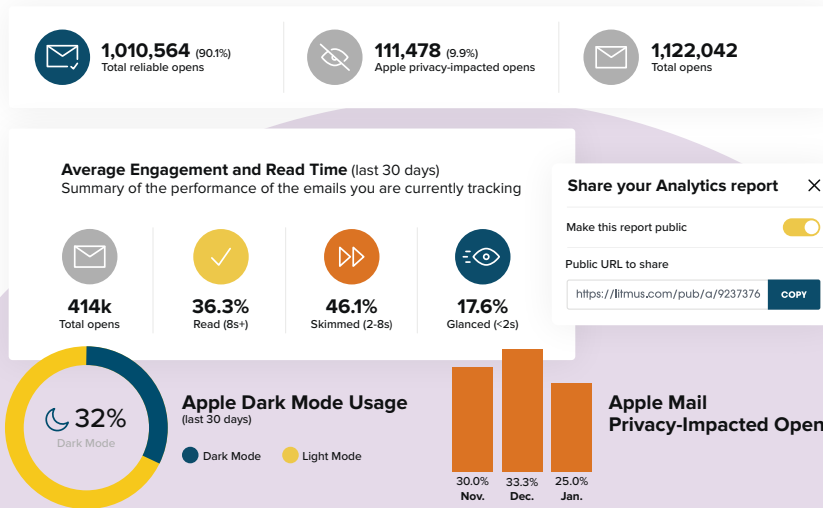 1,010,564 (90.1%)
Total reliable opens
111,478 (9.9%)
Apple privacy-impacted opens
1,122,042
Total opens
Average Engagement and Read Time (last 30 days)
Summary of the performance of the emails you are currently tracking
414k
Total opens
36.3%
Read (8s+)
46.1%
Skimmed (2-8s)
17.6%
Glanced (<2s)
Share your Analytics report
Make this report public
Public URL to share
https://litmus.com/pub/a/9237376
COPY
32%
Dark Mode
Apple Dark Mode Usage
(last 30 days)
Dark Mode
Light Mode
30.0%
Nov.
33.3%
Dec.
25.0%
Jan.
Apple Mail
Privacy-Impacted Open